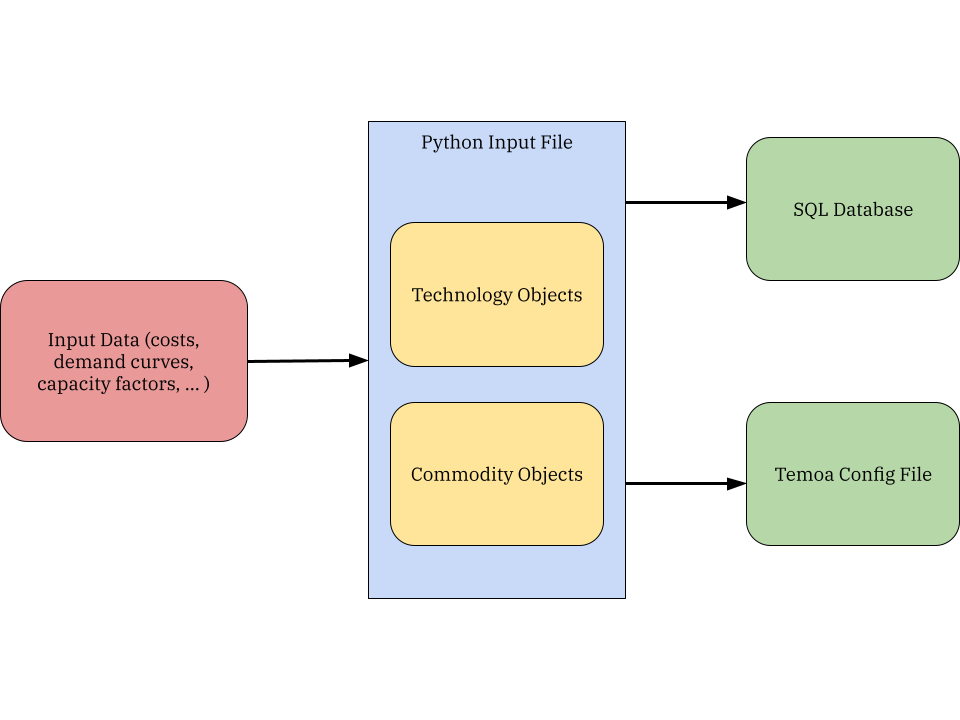 Python Input File
SQL Database
Technology Objects
Input Data (costs,
demand curves,
capacity factors, ... )
Commodity Objects
Temoa Config File